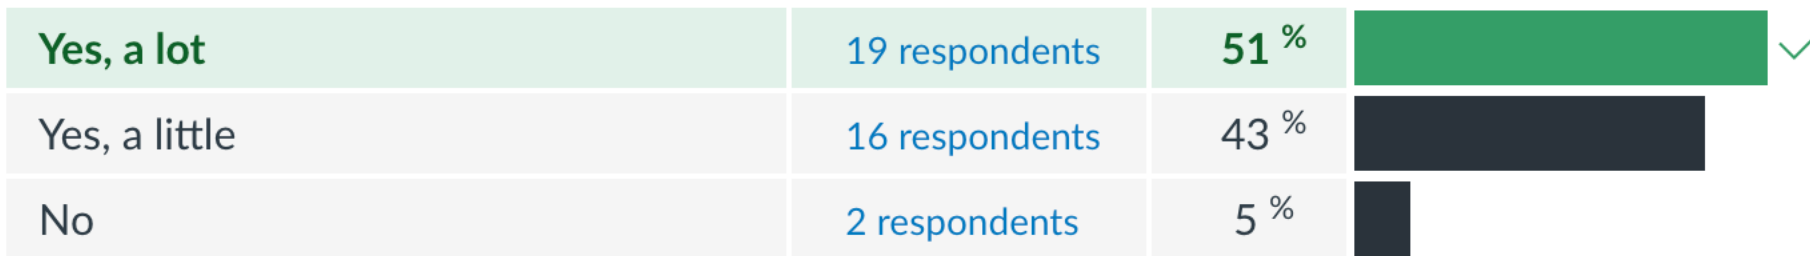 Yes, a lot 19 respondents 51 %
Yes, a little 16 respondents 43 %
No 2 respondents 5 %